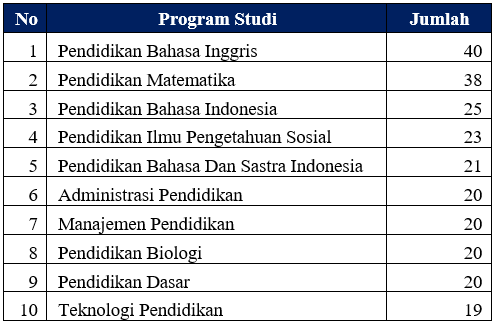 No Program Studi Jumlah
1 Pendidikan Bahasa Inggris 40
2 Pendidikan Matematika 38
3 Pendidikan Bahasa Indonesia 25
4 Pendidikan Ilmu Pengetahuan Sosial 23
5 Pendidikan Bahasa Dan Sastra Indonesia 21
6 Administrasi Pendidikan 20
7 Manajemen Pendidikan 20
8 Pendidikan Biologi 20
9 Pendidikan Dasar 20
10 Teknologi Pendidikan 19